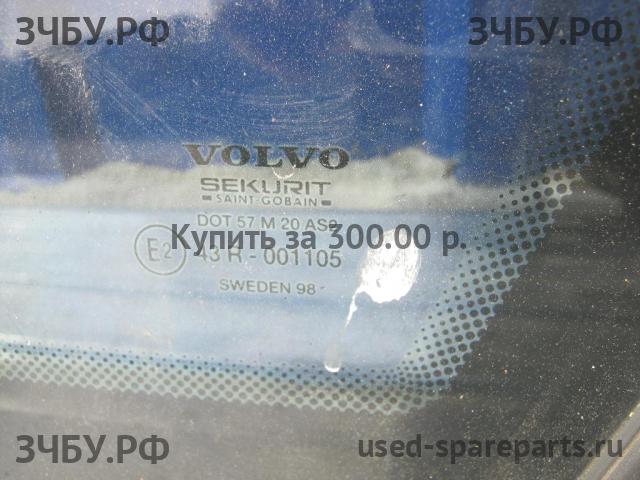 ЗЧБУ.РФ ЗЧБУ.РФ
VOLVO
SEKURIT
SAINT-GOBAIN
DOT 57 M 20 AS2
Купить за 300.00 р.
E2 43 R - 001105
SWEDEN 98
ЗЧБУ.РФ used-spareparts.ru